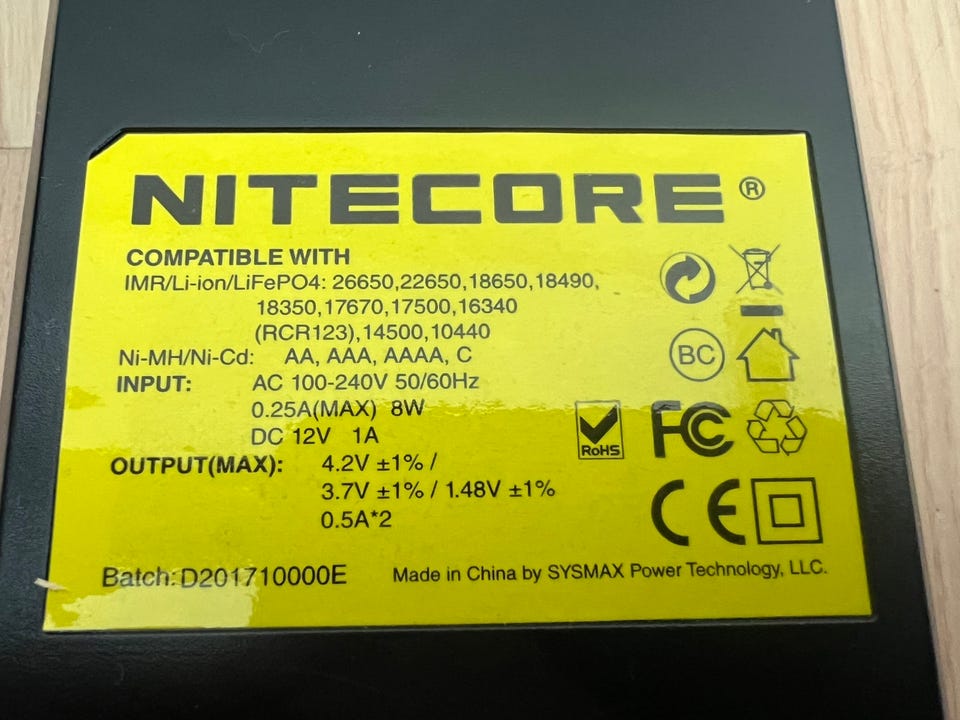 NITECORE®
COMPATIBLE WITH
IMR/Li-ion/LiFePO4: 26650,22650,18650,18490,
18350,17670,17500,16340
(RCR123),14500,10440
Ni-MH/Ni-Cd: AA, AAA, AAAA, C
INPUT: AC 100-240V 50/60Hz
0.25A(MAX) 8W
DC 12V 1A
OUTPUT(MAX): 4.2V ±1% /
3.7V ±1% / 1.48V ±1%
0.5A*2
BC
RoHS
FC
CE
Batch: D201710000E
Made in China by SYSMAX Power Technology, LLC.